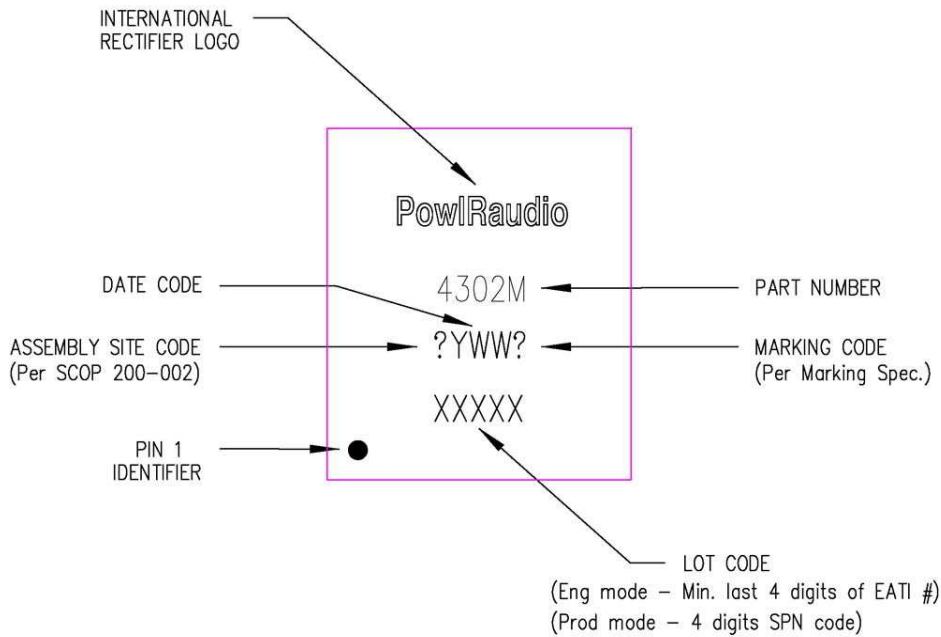 INTERNATIONAL
RECTIFIER LOGO
PowIRaudio
DATE CODE
4302M
PART NUMBER
ASSEMBLY SITE CODE
(Per SCOP 200-002)
?YWW?
MARKING CODE
(Per Marking Spec.)
XXXXX
PIN 1
IDENTIFIER
LOT CODE
(Eng mode - Min. last 4 digits of EATI #)
(Prod mode - 4 digits SPN code)